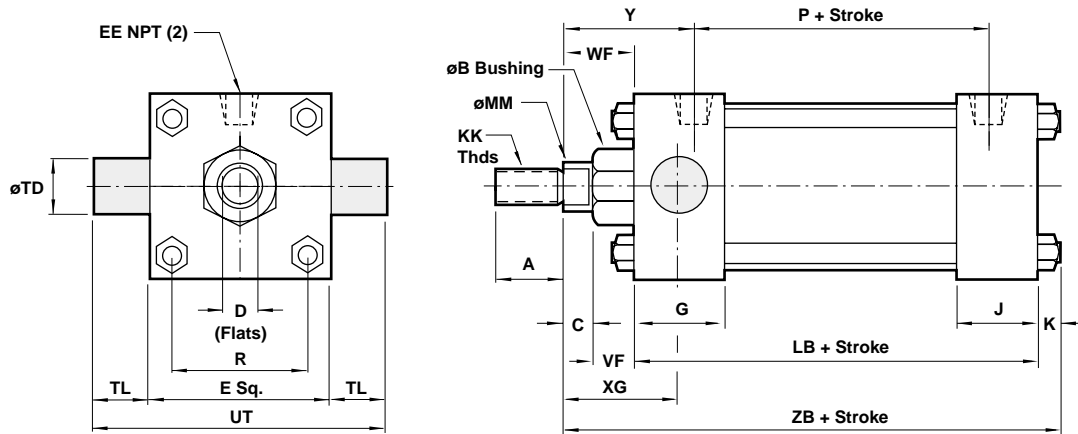 EE NPT (2)
øTD
D
(Flats)
R
TL
E Sq.
TL
UT
Y
P + Stroke
WF
øB Bushing
øMM
KK
Thds
A
C
G
J
K
VF
LB + Stroke
XG
ZB + Stroke